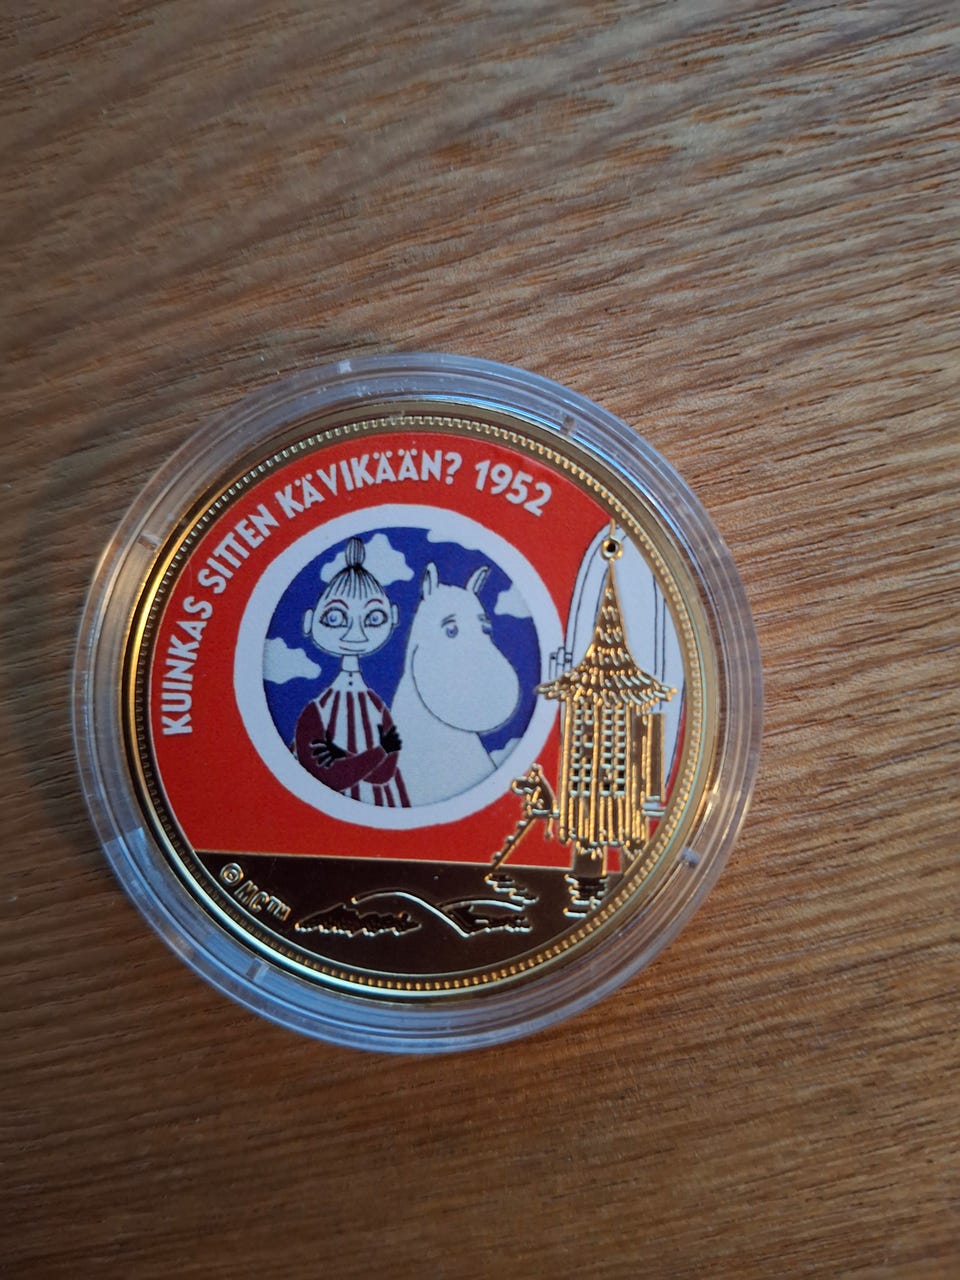 KUINKAS SITTEN KÄVIKÄÄN? 1952
© MC™